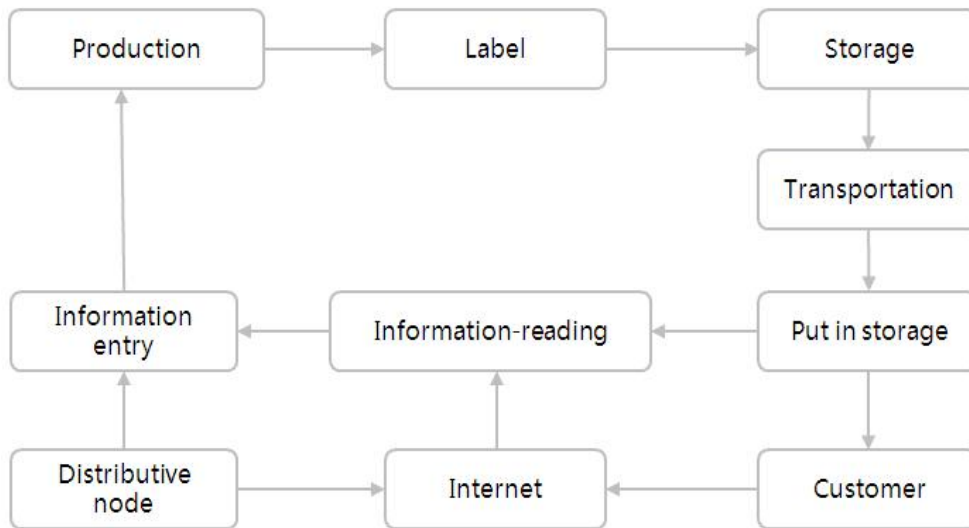 Production
Label
Storage
Transportation
Information
entry
Information-reading
Put in storage
Distributive
node
Internet
Customer